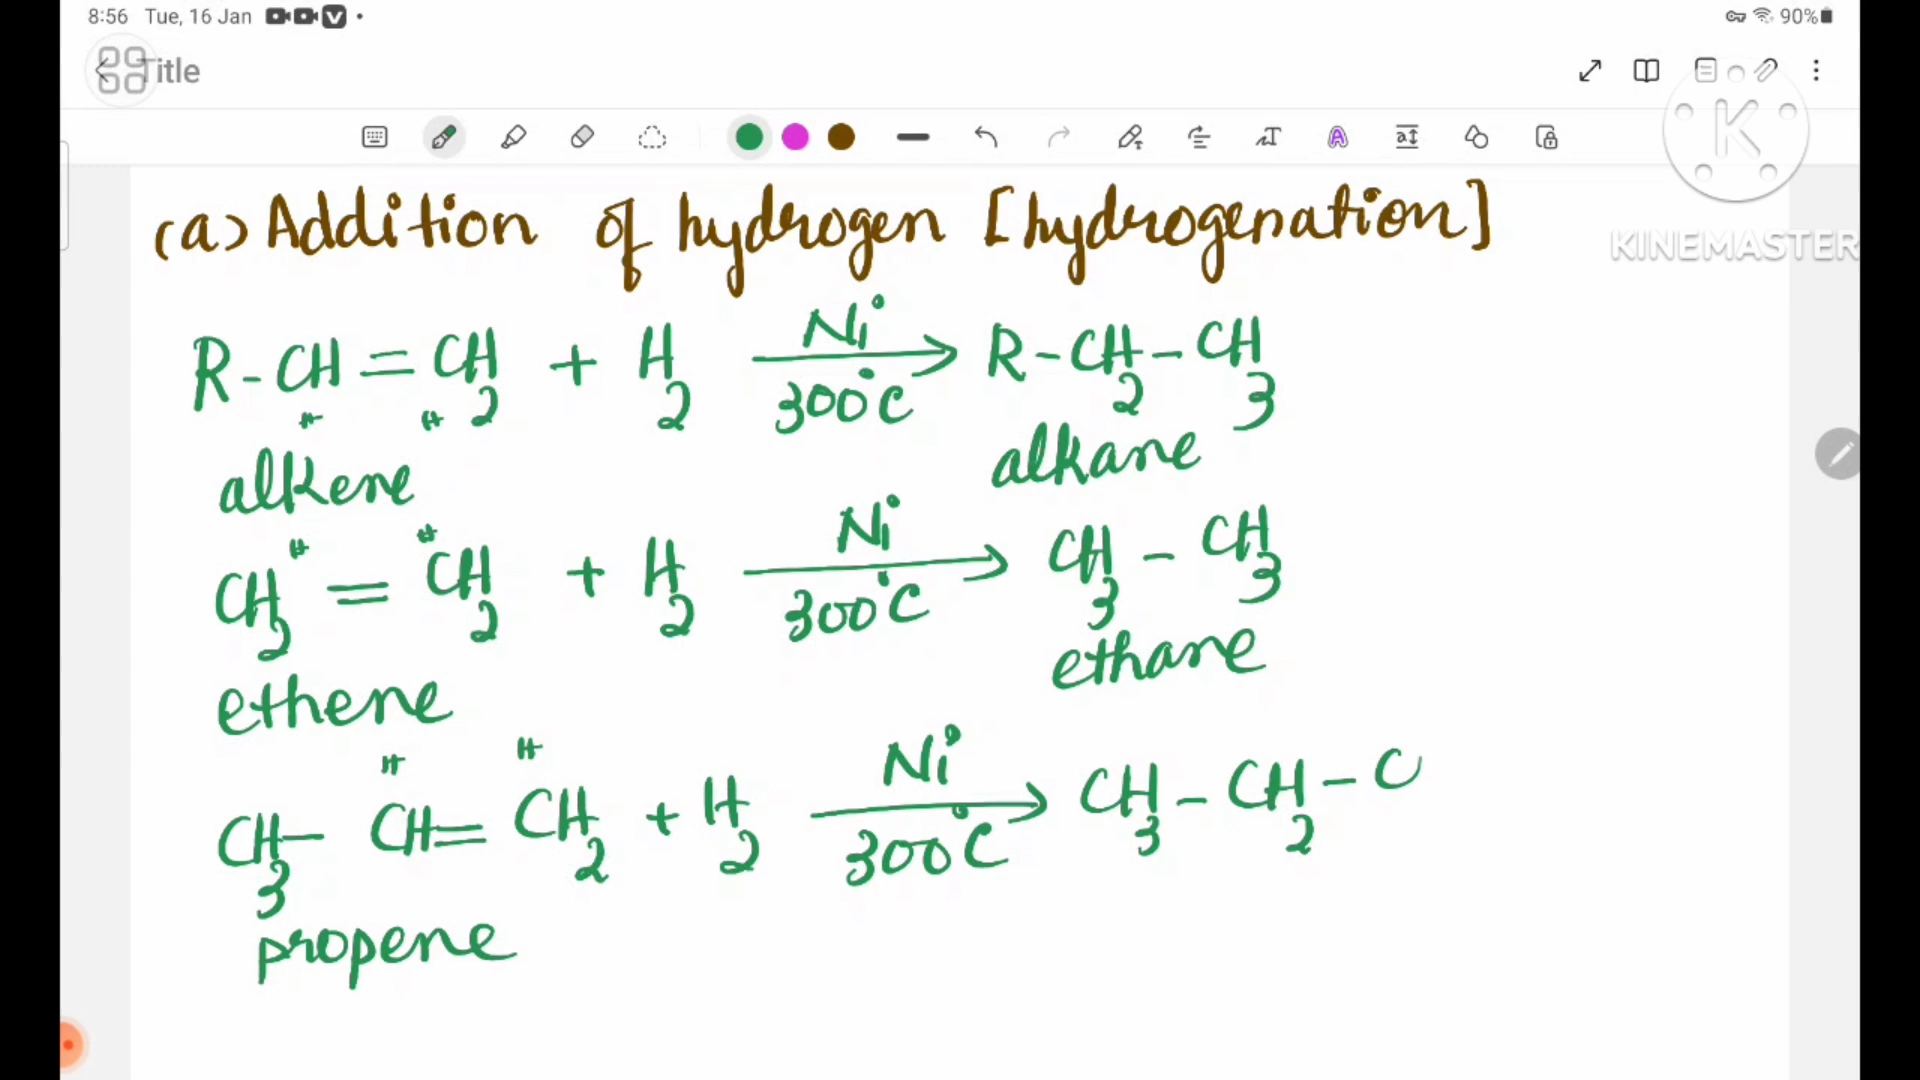 8:56 Tue, 16 Jan 90%
Title
KINEMASTER
(a) Addition of hydrogen [hydrogenation]
R-CH=CH2 + H2 Ni 300°C → R-CH2-CH3
H H
alkene alkane
H H
CH2=CH2 + H2 Ni 300°C → CH3-CH3
ethene ethane
H H
CH3-CH=CH2 + H2 Ni 300°C → CH3-CH2-C
propene